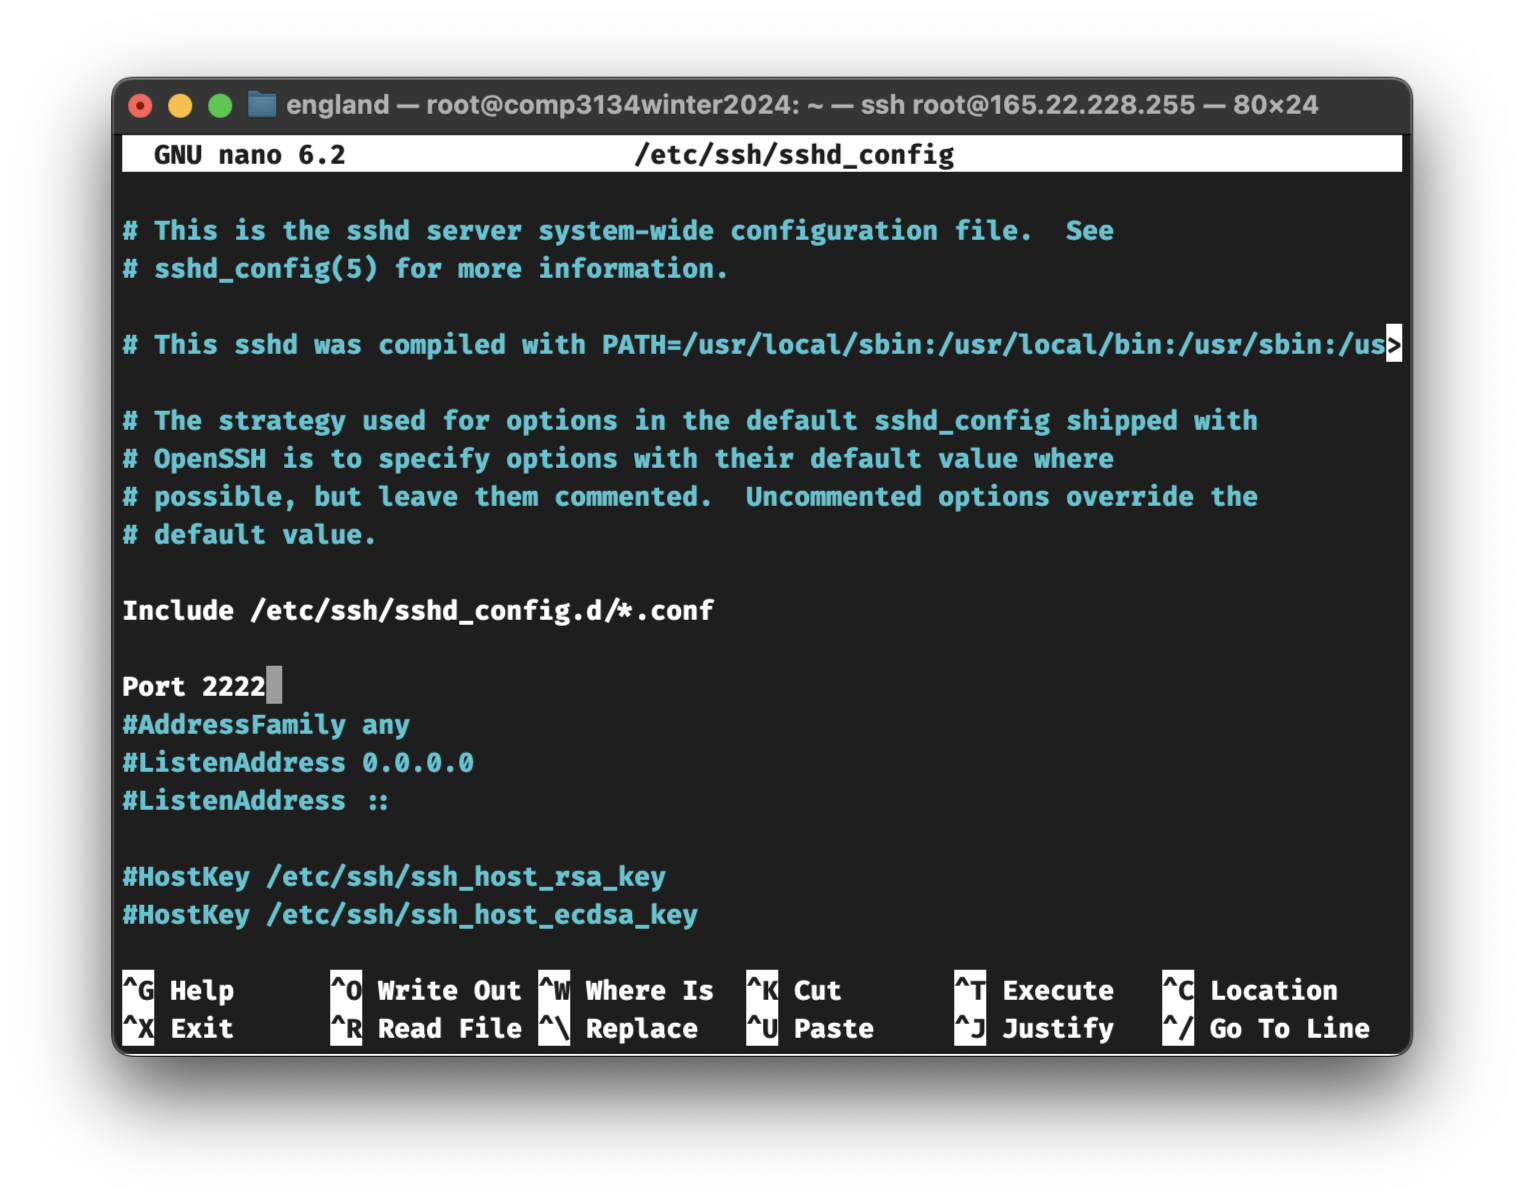 england — root@comp3134winter2024: ~ — ssh root@165.22.228.255 — 80×24
GNU nano 6.2 /etc/ssh/sshd_config
# This is the sshd server system-wide configuration file.  See
# sshd_config(5) for more information.
# This sshd was compiled with PATH=/usr/local/sbin:/usr/local/bin:/usr/sbin:/us>
# The strategy used for options in the default sshd_config shipped with
# OpenSSH is to specify options with their default value where
# possible, but leave them commented.  Uncommented options override the
# default value.
Include /etc/ssh/sshd_config.d/*.conf
Port 2222
#AddressFamily any
#ListenAddress 0.0.0.0
#ListenAddress ::
#HostKey /etc/ssh/ssh_host_rsa_key
#HostKey /etc/ssh/ssh_host_ecdsa_key
^G Help ^O Write Out ^W Where Is ^K Cut ^T Execute ^C Location
^X Exit ^R Read File ^\ Replace ^U Paste ^J Justify ^/ Go To Line